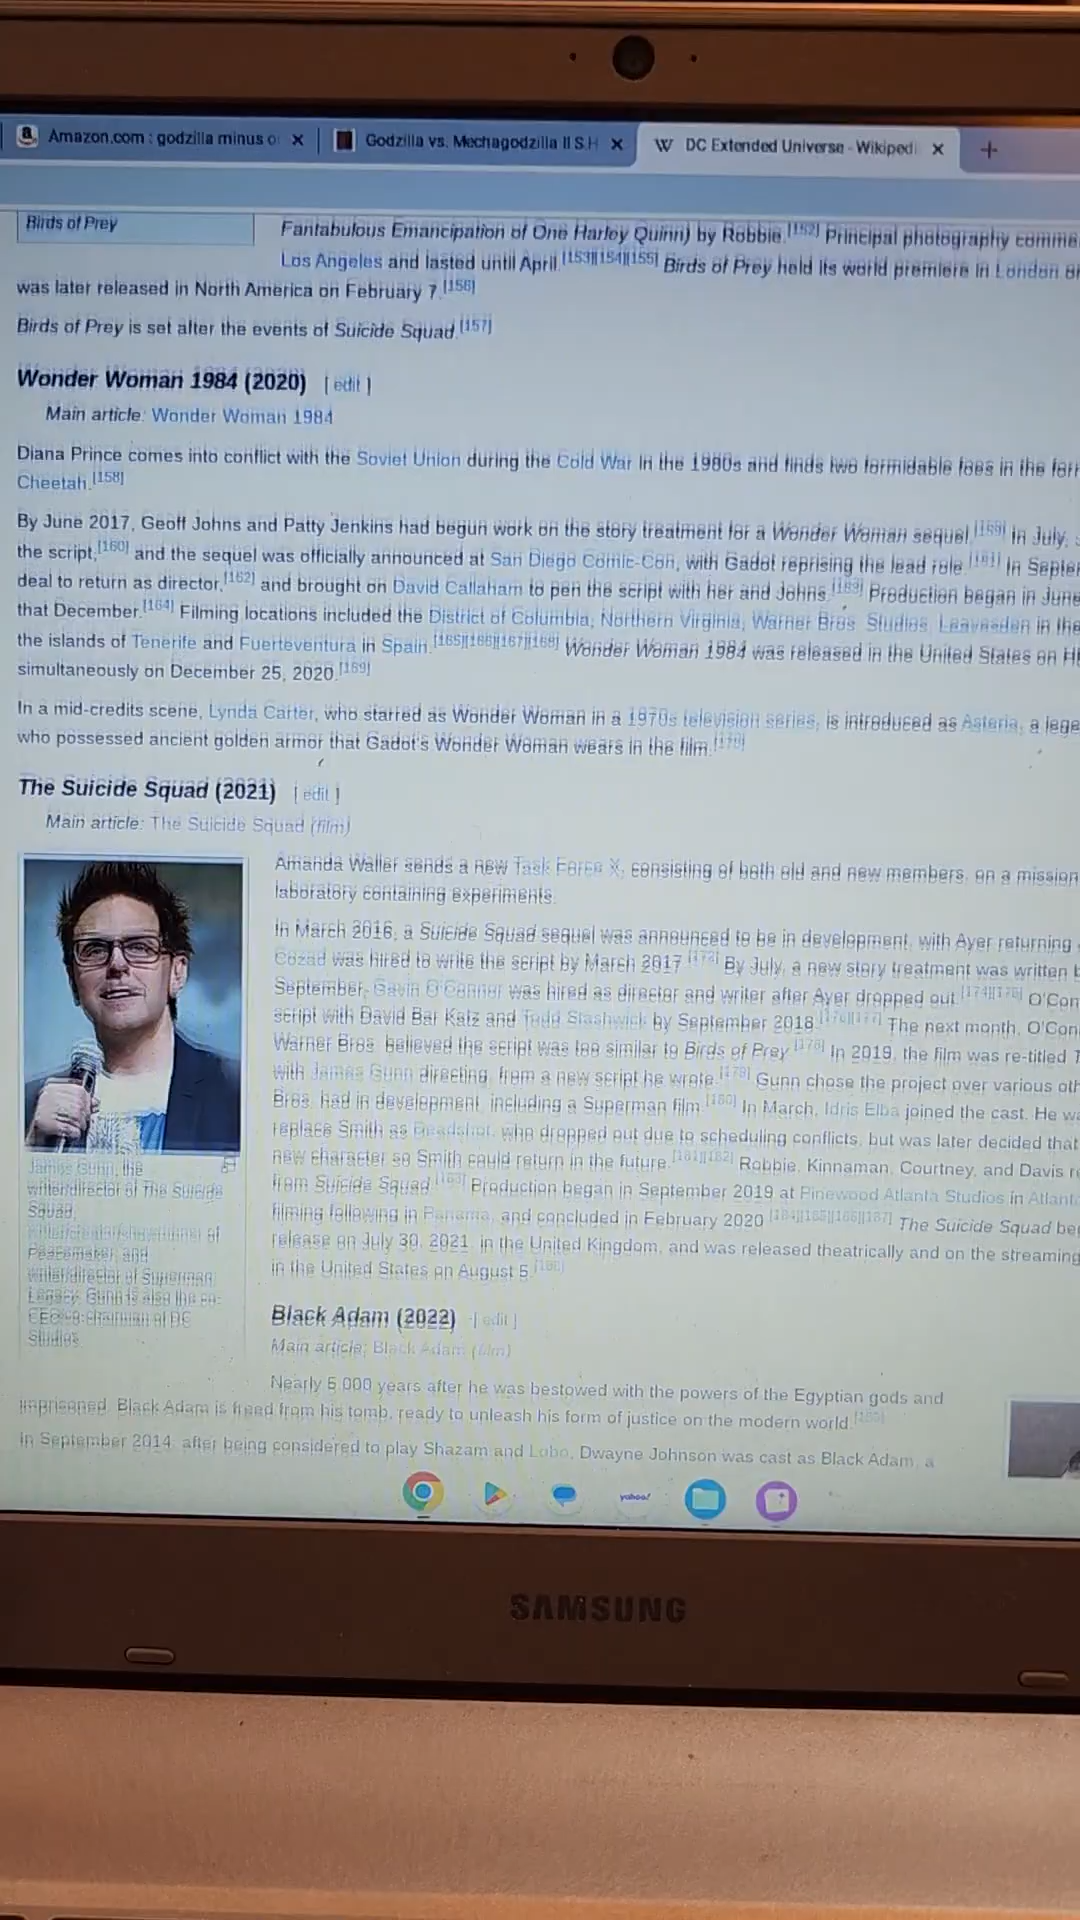 Amazon.com : godzilla minus o
Godzilla vs. Mechagodzilla II S.H
DC Extended Universe - Wikipedi
Birds of Prey
Fantabulous Emancipation of One Harley Quinn) by Robbie.[152] Principal photography comme
Los Angeles and lasted until April.[153][154][155] Birds of Prey held its world premiere in London
was later released in North America on February 7.[156]
Birds of Prey is set after the events of Suicide Squad.[157]
Wonder Woman 1984 (2020) [ edit ]
Main article: Wonder Woman 1984
Diana Prince comes into conflict with the Soviet Union during the Cold War in the 1980s and finds two formidable foes in the for
Cheetah.[158]
By June 2017, Geoff Johns and Patty Jenkins had begun work on the story treatment for a Wonder Woman sequel.[159] In July,
the script,[160] and the sequel was officially announced at San Diego Comic-Con, with Gadot reprising the lead role.[161] In Septe
deal to return as director,[162] and brought on David Callaham to pen the script with her and Johns.[163] Production began in June
that December.[164] Filming locations included the District of Columbia, Northern Virginia, Warner Bros. Studios, Leavesden in the
the islands of Tenerife and Fuerteventura in Spain.[165][166][167][168] Wonder Woman 1984 was released in the United States on H
simultaneously on December 25, 2020.[169]
In a mid-credits scene, Lynda Carter, who starred as Wonder Woman in a 1970s television series, is introduced as Asteria, a lege
who possessed ancient golden armor that Gadot's Wonder Woman wears in the film.[170]
The Suicide Squad (2021) [ edit ]
Main article: The Suicide Squad (film)
Amanda Waller sends a new Task Force X, consisting of both old and new members, on a mission
laboratory containing experiments.
In March 2016, a Suicide Squad sequel was announced to be in development, with Ayer returning
Cozad was hired to write the script by March 2017.[172] By July, a new story treatment was written b
September, Gavin O'Connor was hired as director and writer after Ayer dropped out.[174][175] O'Con
script with David Bar Katz and Todd Stashwick by September 2018.[176][177] The next month, O'Con
Warner Bros. believed the script was too similar to Birds of Prey.[178] In 2019, the film was re-titled T
with James Gunn directing, from a new script he wrote.[179] Gunn chose the project over various oth
Bros. had in development, including a Superman film.[180] In March, Idris Elba joined the cast. He wa
replace Smith as Deadshot, who dropped out due to scheduling conflicts, but was later decided that
new character so Smith could return in the future.[181][182] Robbie, Kinnaman, Courtney, and Davis r
from Suicide Squad.[183] Production began in September 2019 at Pinewood Atlanta Studios in Atlant
filming following in Panama, and concluded in February 2020.[184][185][186][187] The Suicide Squad be
release on July 30, 2021, in the United Kingdom, and was released theatrically and on the streaming
in the United States on August 5.[188]
James Gunn, the
writer/director of The Suicide
Squad,
of
Peacemaker, and
writer/director of Superman:
Legacy. Gunn is also the co-
CEO/co-chairman of DC
Studios.
Black Adam (2022) [ edit ]
Main article: Black Adam (film)
Nearly 5,000 years after he was bestowed with the powers of the Egyptian gods and
imprisoned, Black Adam is freed from his tomb, ready to unleash his form of justice on the modern world.[189]
In September 2014, after being considered to play Shazam and Lobo, Dwayne Johnson was cast as Black Adam, a
yahoo!
SAMSUNG